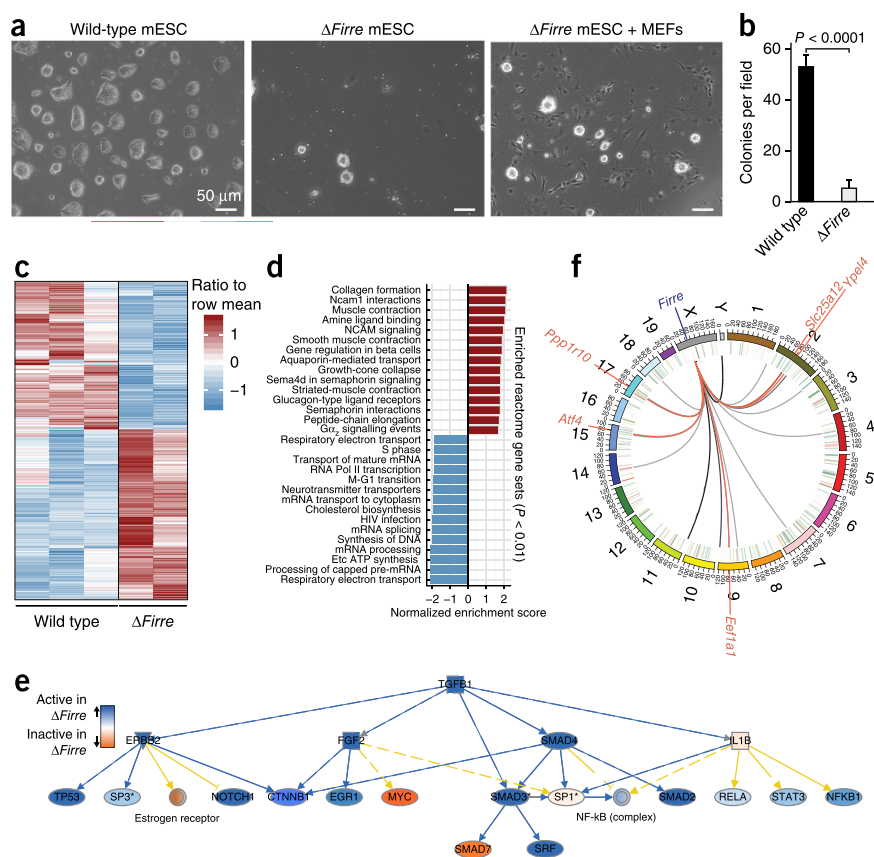 a
Wild-type mESC
ΔFirre mESC
ΔFirre mESC + MEFs
50 μm
b
P < 0.0001
Colonies per field
60
40
20
0
Wild type
ΔFirre
c
Ratio to
row mean
1
0
−1
Wild type
ΔFirre
d
Collagen formation
Ncam1 interactions
Muscle contraction
Amine ligand binding
NCAM signaling
Smooth muscle contraction
Gene regulation in beta cells
Aquaporin-mediated transport
Growth-cone collapse
Sema4d in semaphorin signaling
Striated-muscle contraction
Glucagon-type ligand receptors
Semaphorin interactions
Peptide-chain elongation
Gαz signalling events
Respiratory electron transport
S phase
Transport of mature mRNA
RNA Pol II transcription
M-G1 transition
Neurotransmitter transporters
mRNA transport to cytoplasm
Cholesterol biosynthesis
HIV infection
mRNA splicing
Synthesis of DNA
mRNA processing
Etc ATP synthesis
Processing of capped pre-mRNA
Respiratory electron transport
−2 −1 0 1 2
Normalized enrichment score
Enriched reactome gene sets (P < 0.01)
f
Firre
Slc25a12
Ypel4
Ppp1r10
Atf4
Eef1a1
X
Y
1
2
3
4
5
6
7
8
9
10
11
12
13
14
15
16
17
18
19
e
Active in
ΔFirre
Inactive in
ΔFirre
TGFB1
ERBB2
FGF2
SMAD4
IL1B
TP53
SP3*
Estrogen receptor
NOTCH1
CTNNB1
EGR1
MYC
SMAD3*
SP1*
NF-kB (complex)
SMAD2
RELA
STAT3
NFKB1
SMAD7
SRF